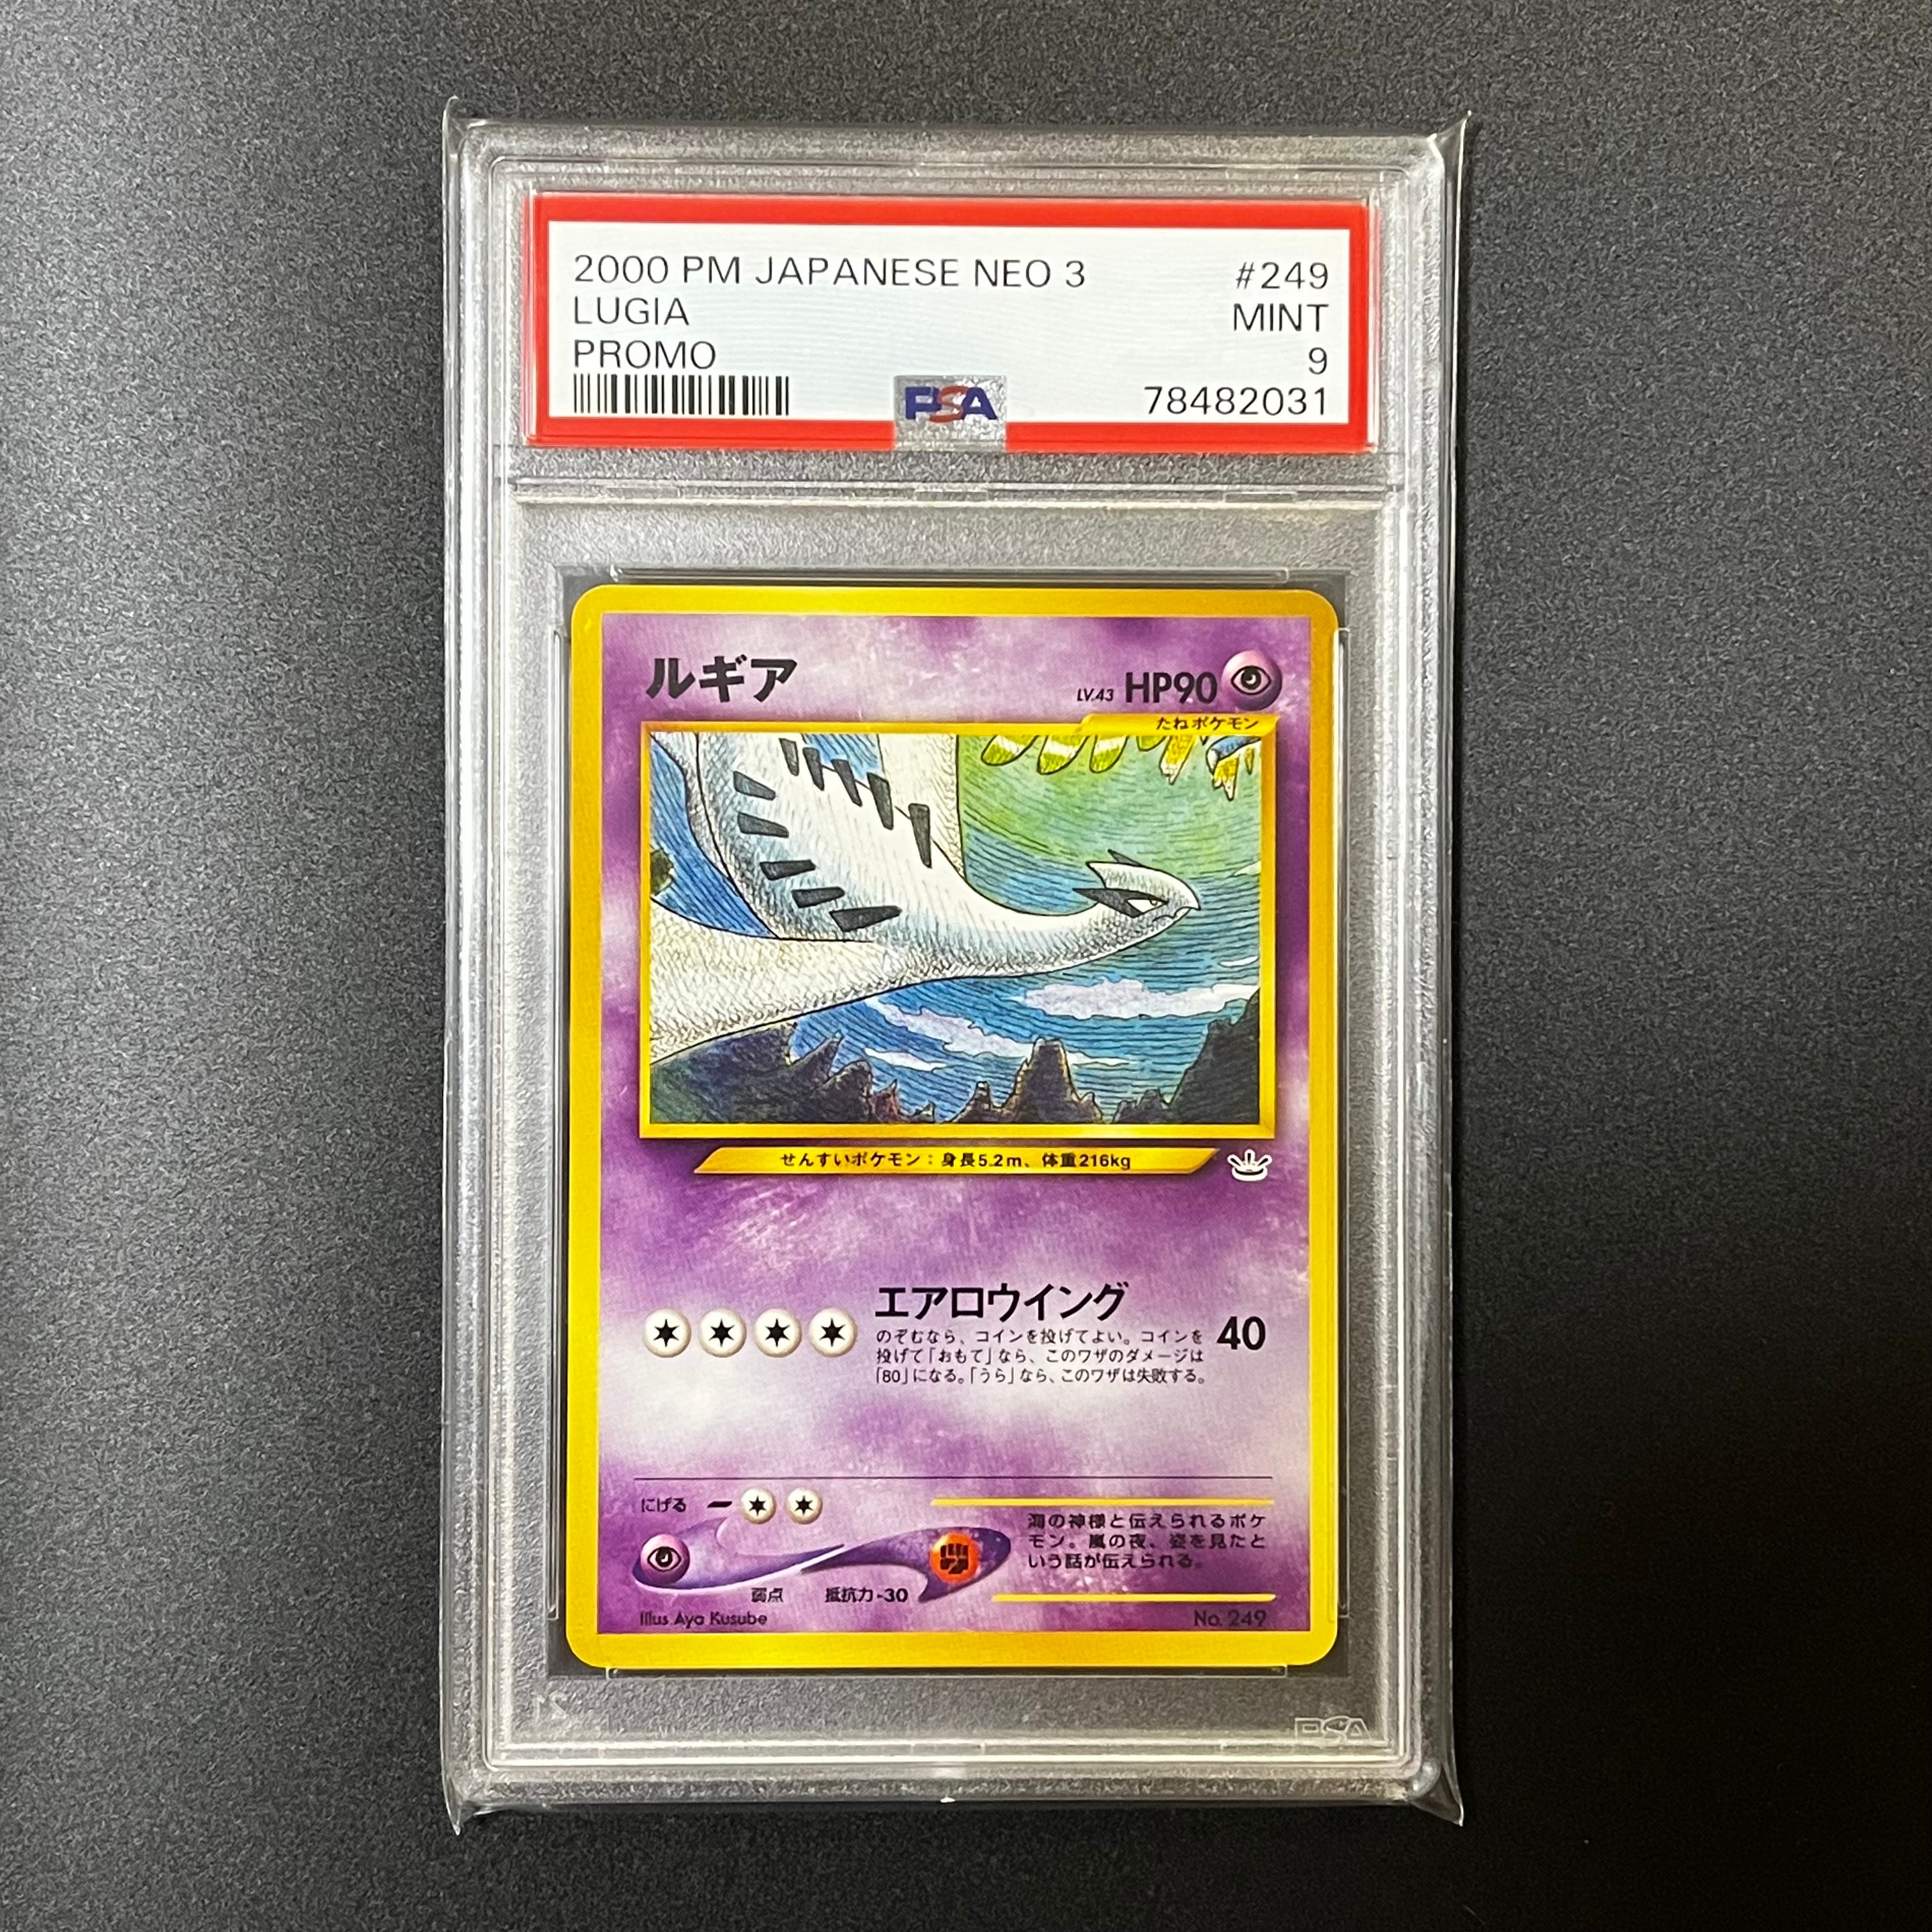 2000 PM JAPANESE NEO 3 #249
LUGIA MINT
PROMO 9
PSA 78482031
ルギア LV.43 HP90
たねポケモン
せんすいポケモン：身長5.2m、体重216kg
エアロウイング 40
のぞむなら、コインを投げてよい。コインを
投げて「おもて」なら、このワザのダメージは
「80」になる。「うら」なら、このワザは失敗する。
にげる
海の神様と伝えられるポケ
モン。嵐の夜、姿を見たと
いう話が伝えられる。
弱点 抵抗力-30
Illus Aya Kusube No. 249
PSA